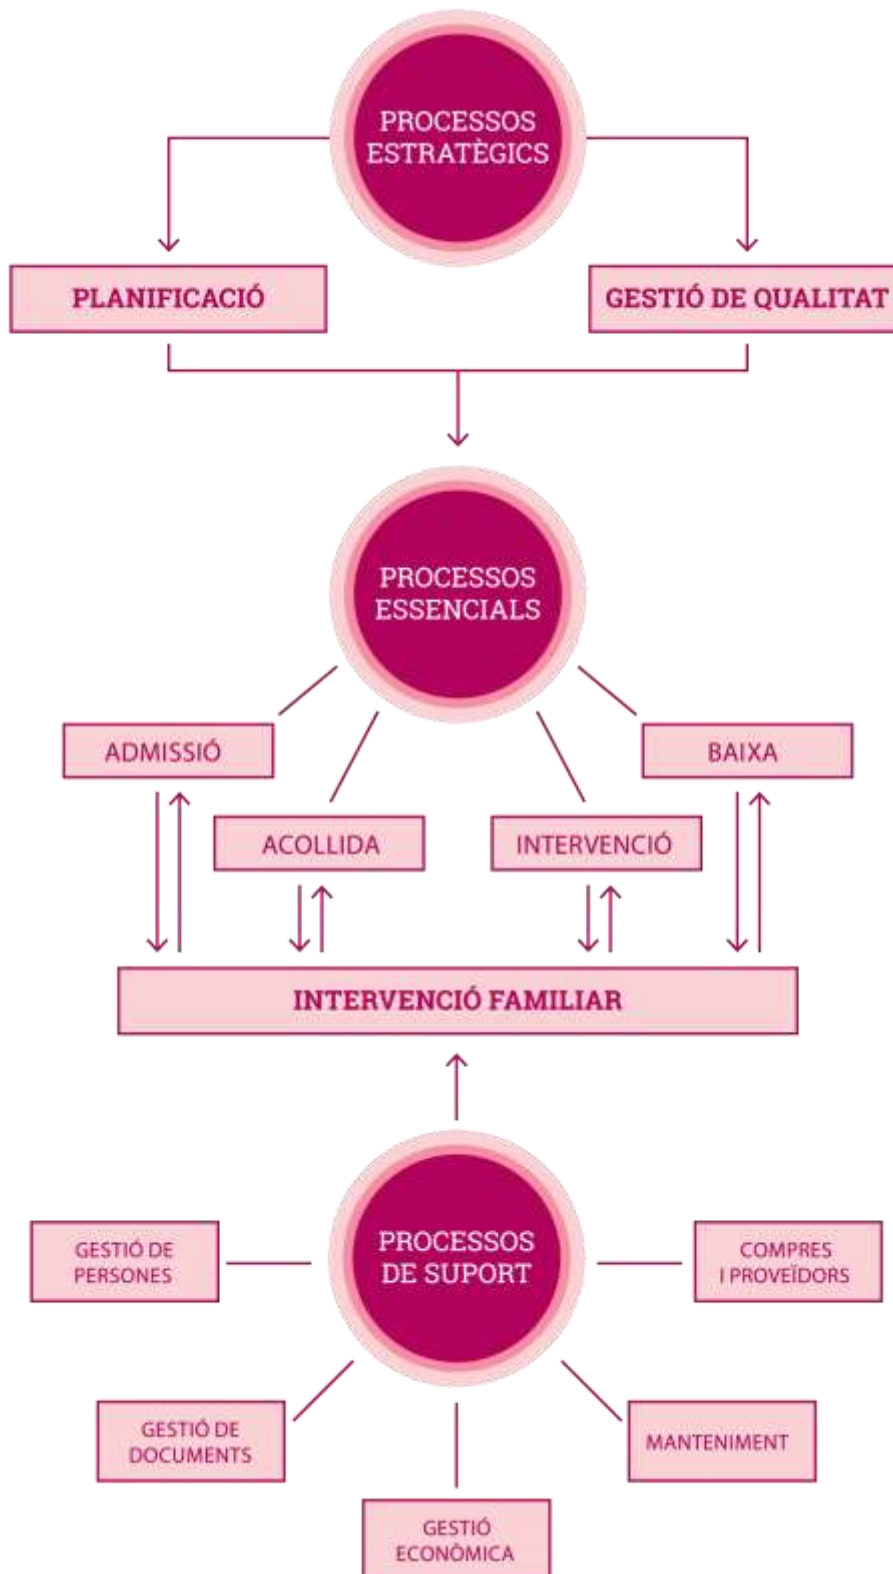 PROCESSOS
ESTRATÈGICS
PLANIFICACIÓ
GESTIÓ DE QUALITAT
PROCESSOS
ESSENCIALS
ADMISSIÓ
BAIXA
ACOLLIDA
INTERVENCIÓ
INTERVENCIÓ FAMILIAR
PROCESSOS
DE SUPORT
GESTIÓ DE
PERSONES
COMPRES
I PROVEÏDORS
GESTIÓ DE
DOCUMENTS
MANTENIMENT
GESTIÓ
ECONÒMICA